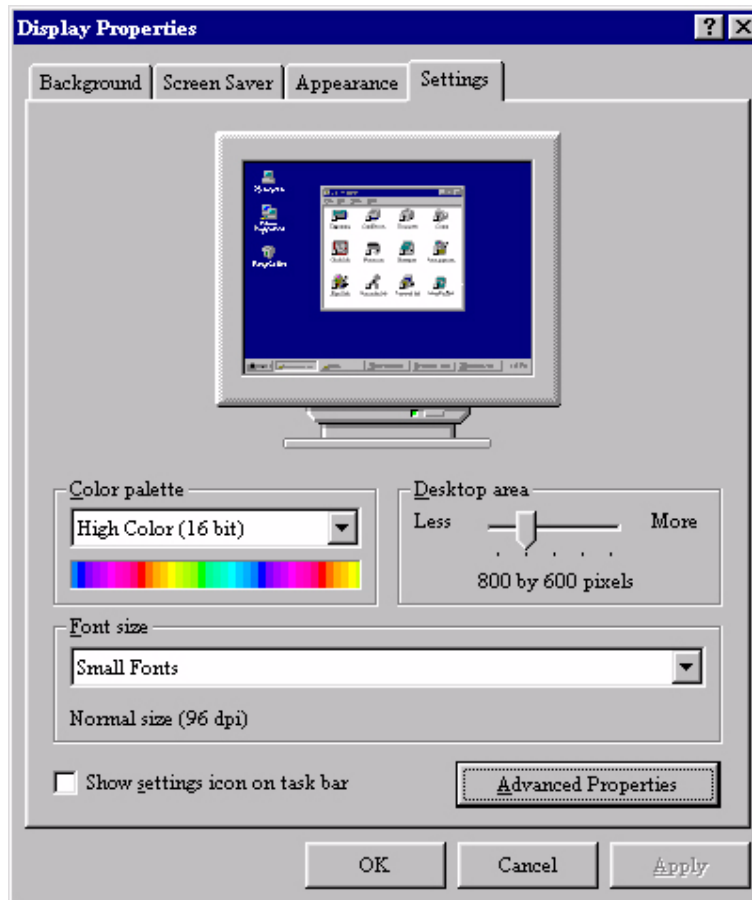 Display Properties
Background Screen Saver Appearance Settings
Color palette
High Color (16 bit)
Desktop area
Less More
800 by 600 pixels
Font size
Small Fonts
Normal size (96 dpi)
Show settings icon on task bar
Advanced Properties
OK Cancel Apply